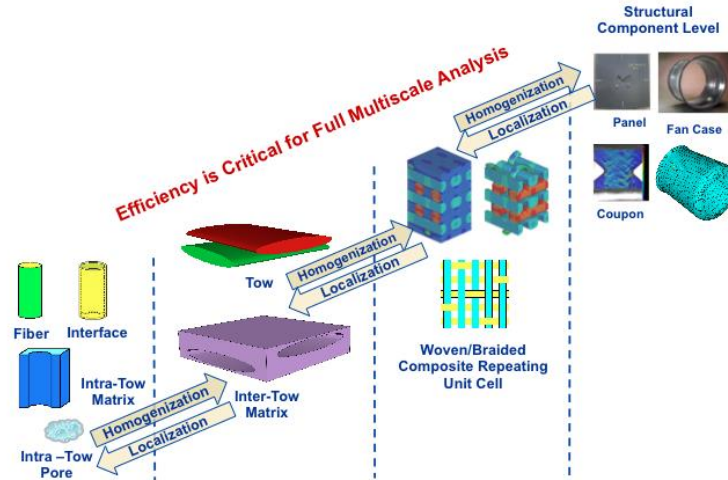 Structural
Component Level
Efficiency is Critical for Full Multiscale Analysis
Homogenization
Localization
Panel
Fan Case
Coupon
Homogenization
Localization
Tow
Fiber
Interface
Woven/Braided
Composite Repeating
Unit Cell
Intra-Tow
Matrix
Inter-Tow
Matrix
Homogenization
Localization
Intra –Tow
Pore